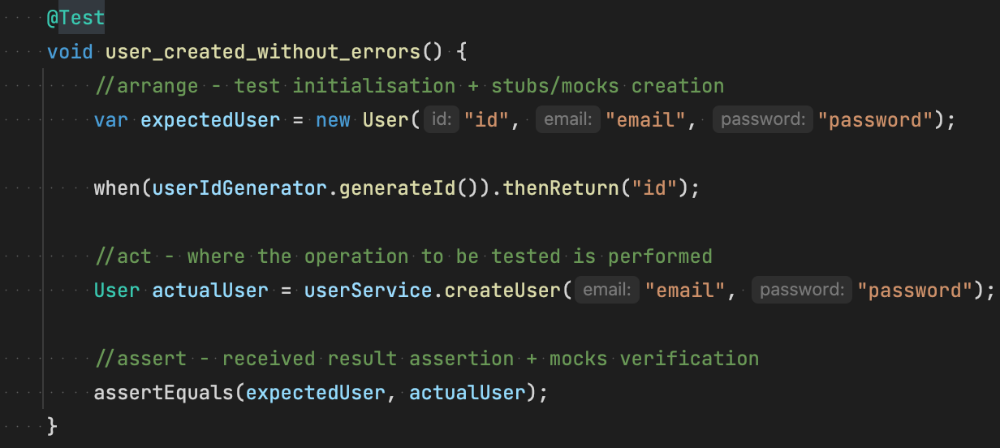 @Test
void user_created_without_errors() {
//arrange - test initialisation + stubs/mocks creation
var expectedUser = new User( id: "id", email: "email", password: "password");
when(userIdGenerator.generateId()).thenReturn("id");
//act - where the operation to be tested is performed
User actualUser = userService.createUser( email: "email", password: "password");
//assert - received result assertion + mocks verification
assertEquals(expectedUser, actualUser);
}